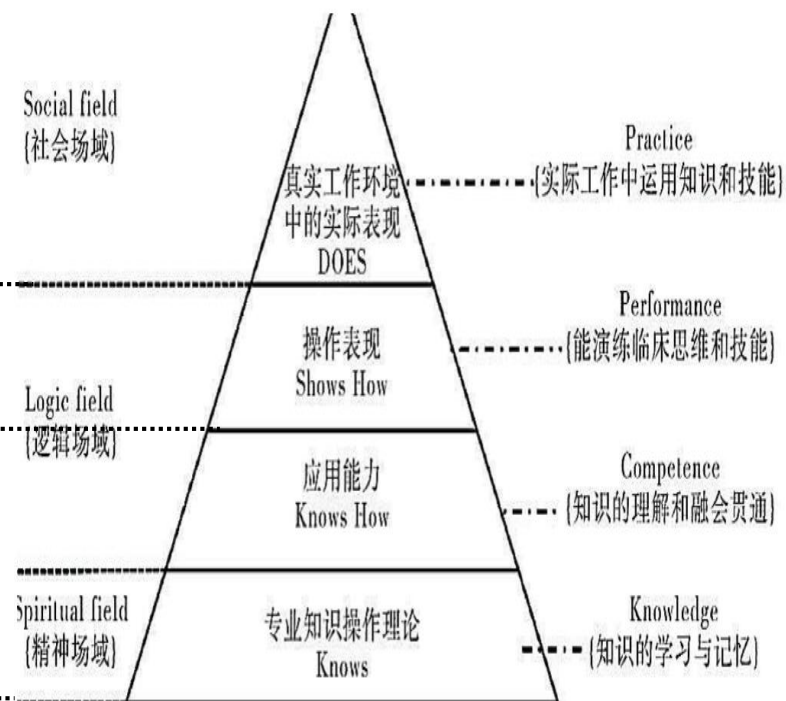 Social field
{社会场域}
Practice
{实际工作中运用知识和技能}
真实工作环境
中的实际表现
DOES
Performance
{能演练临床思维和技能}
操作表现
Shows How
Logic field
{逻辑场域}
Competence
{知识的理解和融会贯通}
应用能力
Knows How
Spiritual field
{精神场域}
专业知识操作理论
Knows
Knowledge
{知识的学习与记忆}